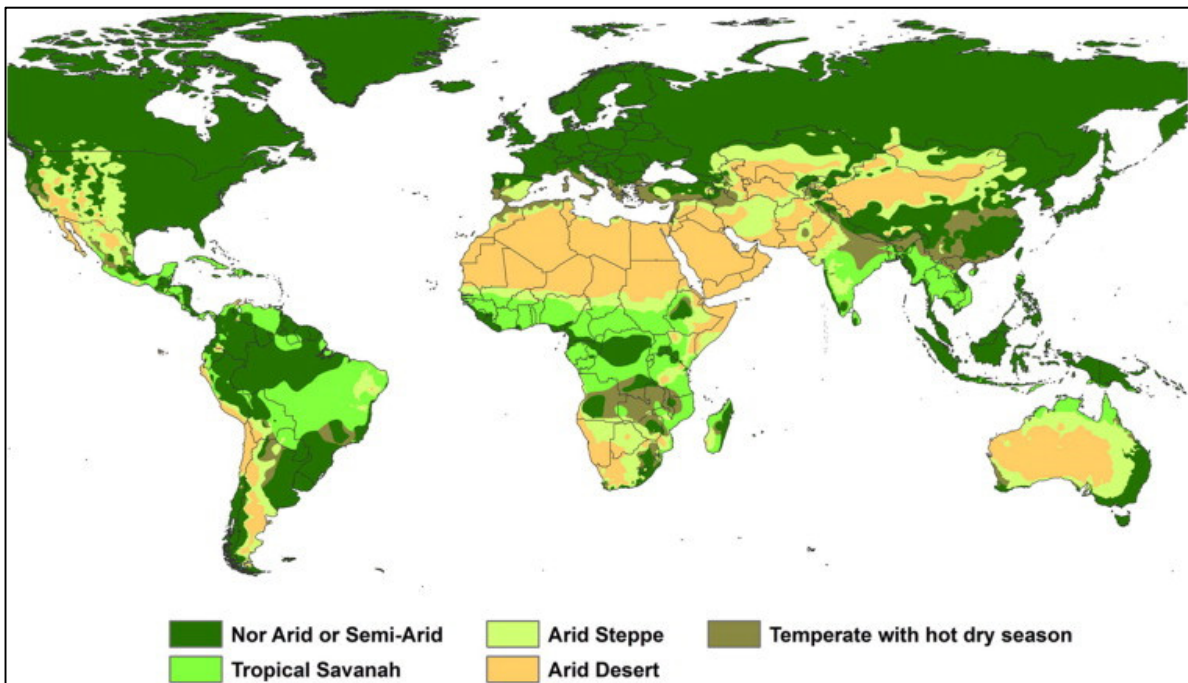 Nor Arid or Semi-Arid
Arid Steppe
Temperate with hot dry season
Tropical Savanah
Arid Desert